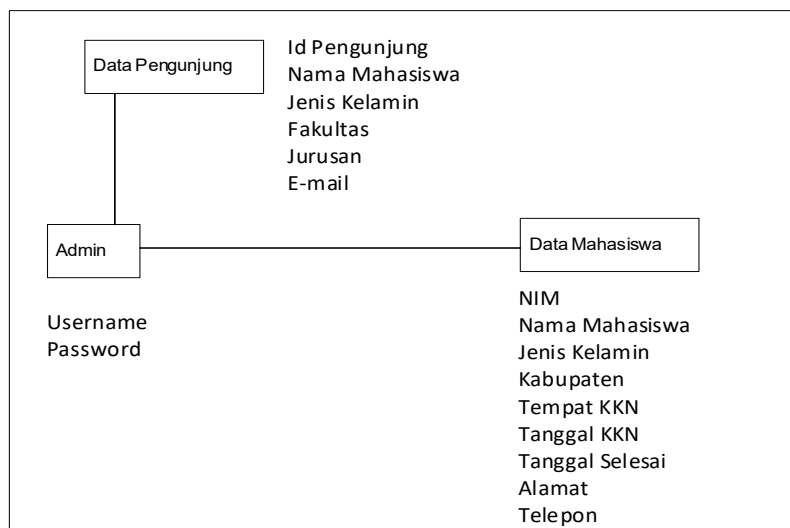 Data Pengunjung
Id Pengunjung
Nama Mahasiswa
Jenis Kelamin
Fakultas
Jurusan
E-mail
Admin
Username
Password
Data Mahasiswa
NIM
Nama Mahasiswa
Jenis Kelamin
Kabupaten
Tempat KKN
Tanggal KKN
Tanggal Selesai
Alamat
Telepon